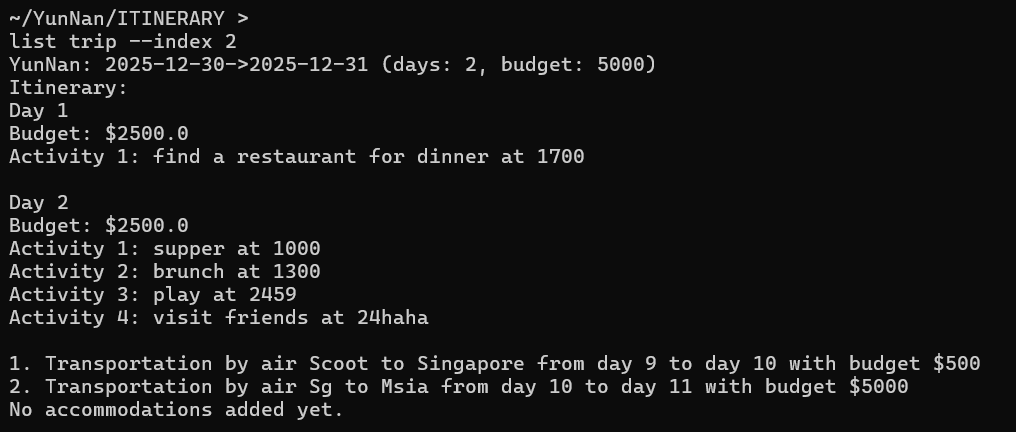 ~/YunNan/ITINERARY >
list trip --index 2
YunNan: 2025-12-30->2025-12-31 (days: 2, budget: 5000)
Itinerary:
Day 1
Budget: $2500.0
Activity 1: find a restaurant for dinner at 1700

Day 2
Budget: $2500.0
Activity 1: supper at 1000
Activity 2: brunch at 1300
Activity 3: play at 2459
Activity 4: visit friends at 24haha

1. Transportation by air Scoot to Singapore from day 9 to day 10 with budget $500
2. Transportation by air Sg to Msia from day 10 to day 11 with budget $5000
No accommodations added yet.